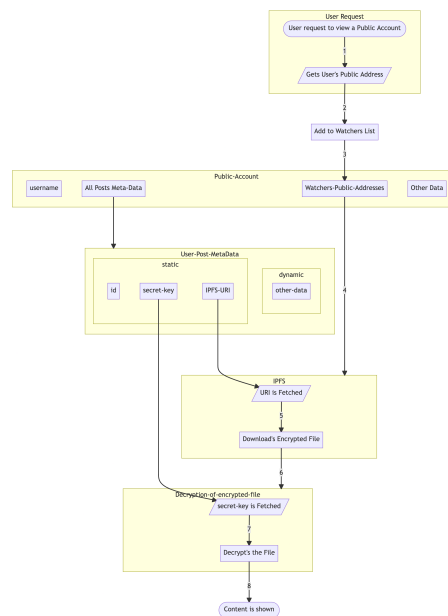 User Request
User request to view a Public Account
1
Gets User's Public Address
2
Add to Watchers List
3
Public-Account
username
All Posts Meta-Data
Watchers-Public-Addresses
Other Data
User-Post-MetaData
static
dynamic
id
secret-key
IPFS-URI
other-data
4
IPFS
URI is Fetched
5
Download's Encrypted File
6
Decryption-of-encrypted-file
secret-key is Fetched
7
Decrypt's the File
8
Content is shown